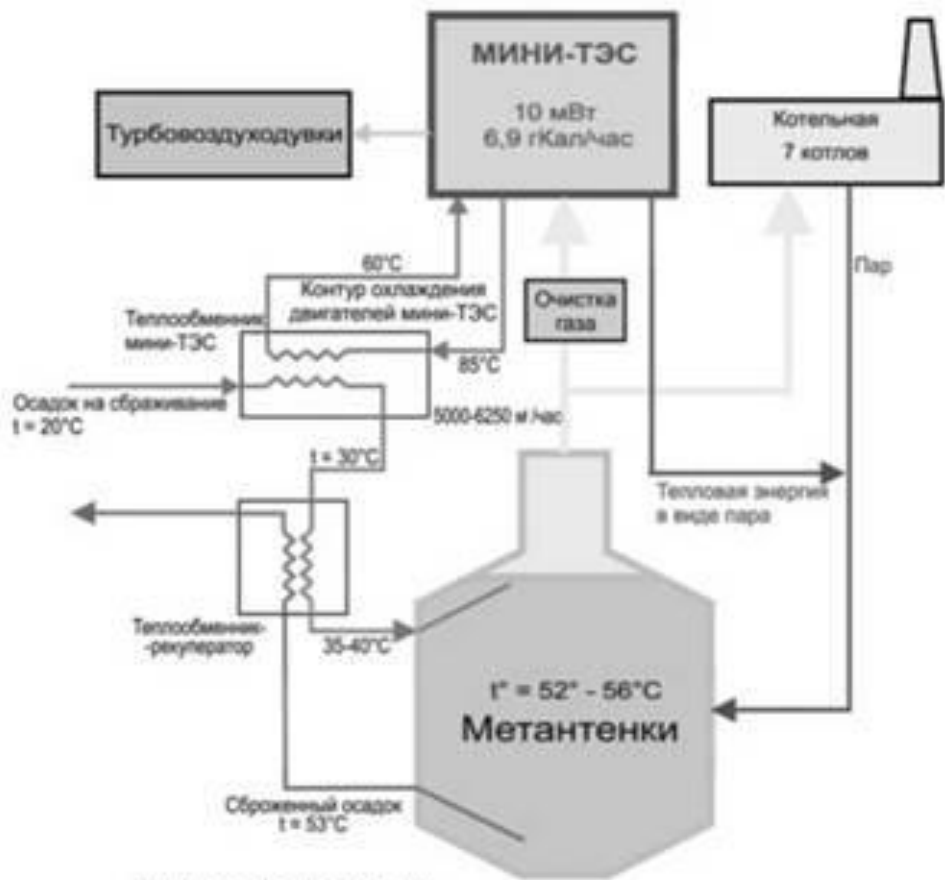 МИНИ-ТЭС
10 мВт
6,9 гКал/час
Турбовоздуходувки
Котельная
7 котлов
Пар
60°C
Контур охлаждения
двигателей мини-ТЭС
Очистка
газа
Теплообменник
мини-ТЭС
85°C
Осадок на сбраживание
t = 20°C
5000-6250 м³/час
t = 30°C
Тепловая энергия
в виде пара
Теплообменник-
-рекуператор
35-40°C
t° = 52° - 56°C
Метантенки
Сброженный осадок
t = 53°C